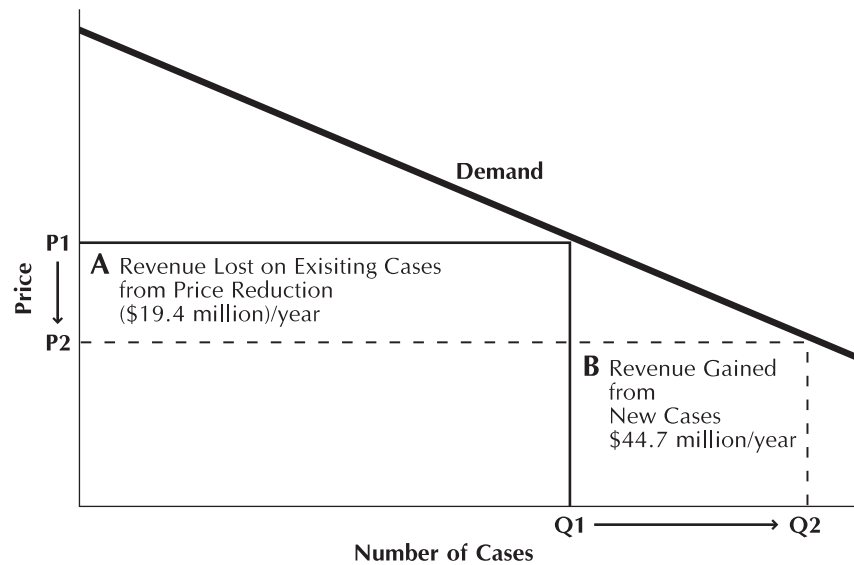 Demand
P1
A Revenue Lost on Exisiting Cases
from Price Reduction
($19.4 million)/year
Price
P2
B Revenue Gained
from
New Cases
$44.7 million/year
Q1
Q2
Number of Cases